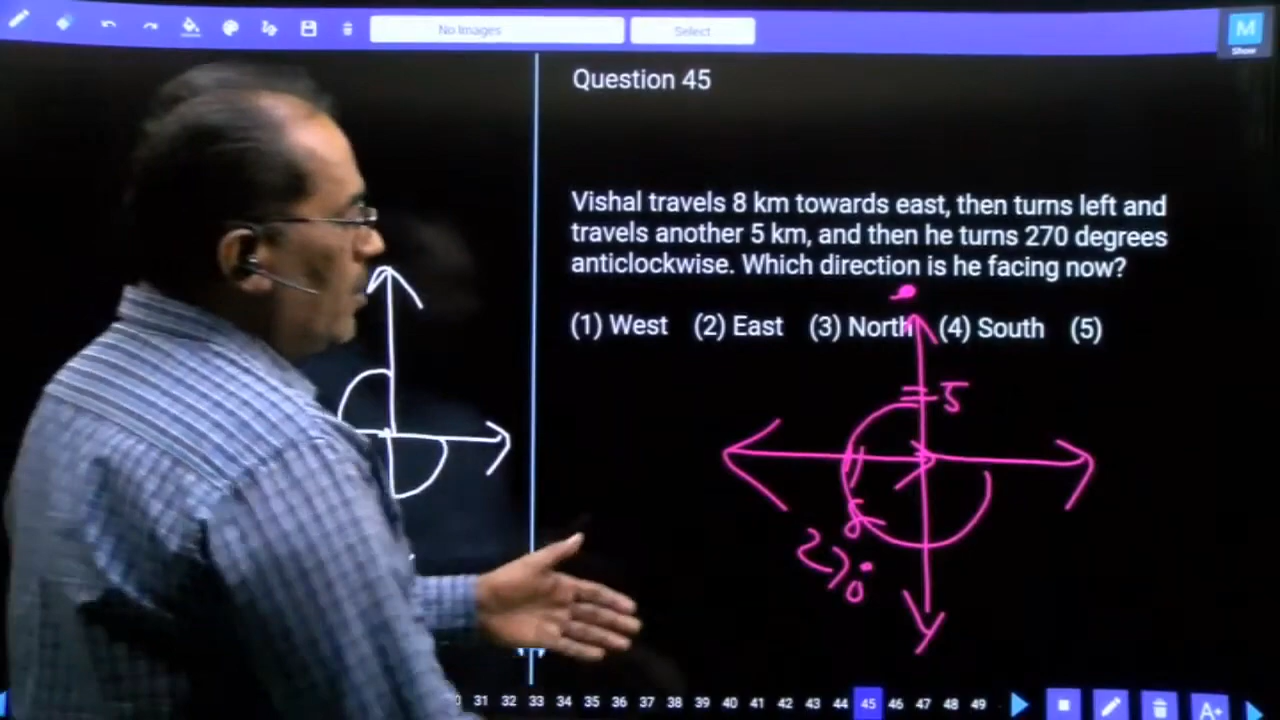 No Images
Select
M
Show
Question 45
Vishal travels 8 km towards east, then turns left and
travels another 5 km, and then he turns 270 degrees
anticlockwise. Which direction is he facing now?
(1) West (2) East (3) North (4) South (5)
5
8
270°
31 32 33 34 35 36 37 38 39 40 41 42 43 44 45 46 47 48 49
A+